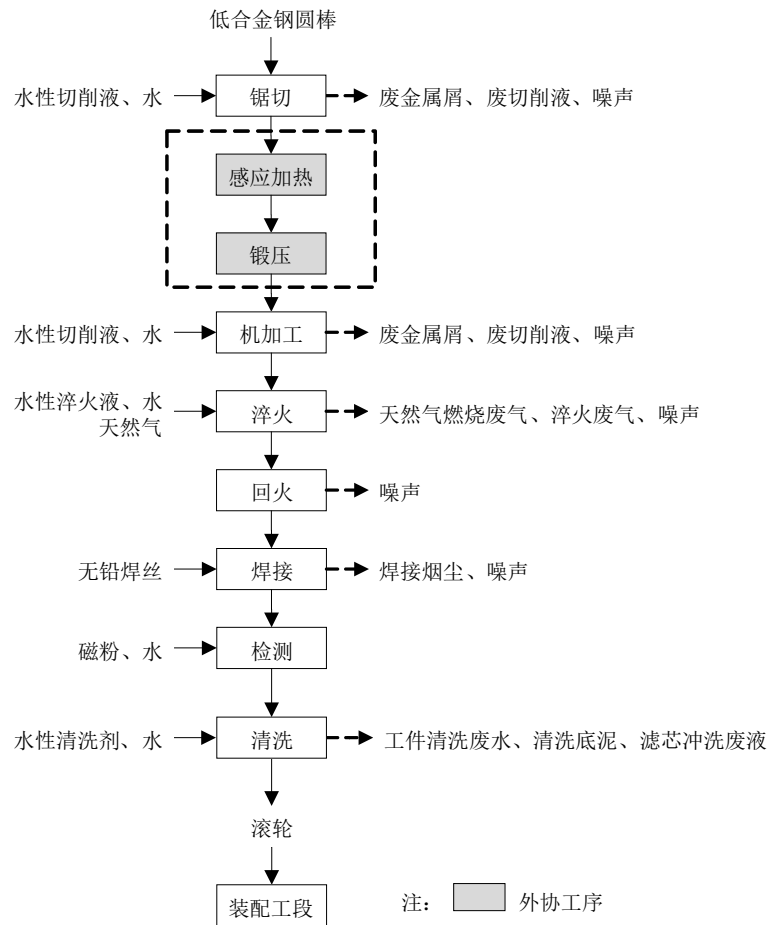 低合金钢圆棒
水性切削液、水
锯切
废金属屑、废切削液、噪声
感应加热
锻压
水性切削液、水
机加工
废金属屑、废切削液、噪声
水性淬火液、水
天然气
淬火
天然气燃烧废气、淬火废气、噪声
回火
噪声
无铅焊丝
焊接
焊接烟尘、噪声
磁粉、水
检测
水性清洗剂、水
清洗
工件清洗废水、清洗底泥、滤芯冲洗废液
滚轮
装配工段
注：
外协工序